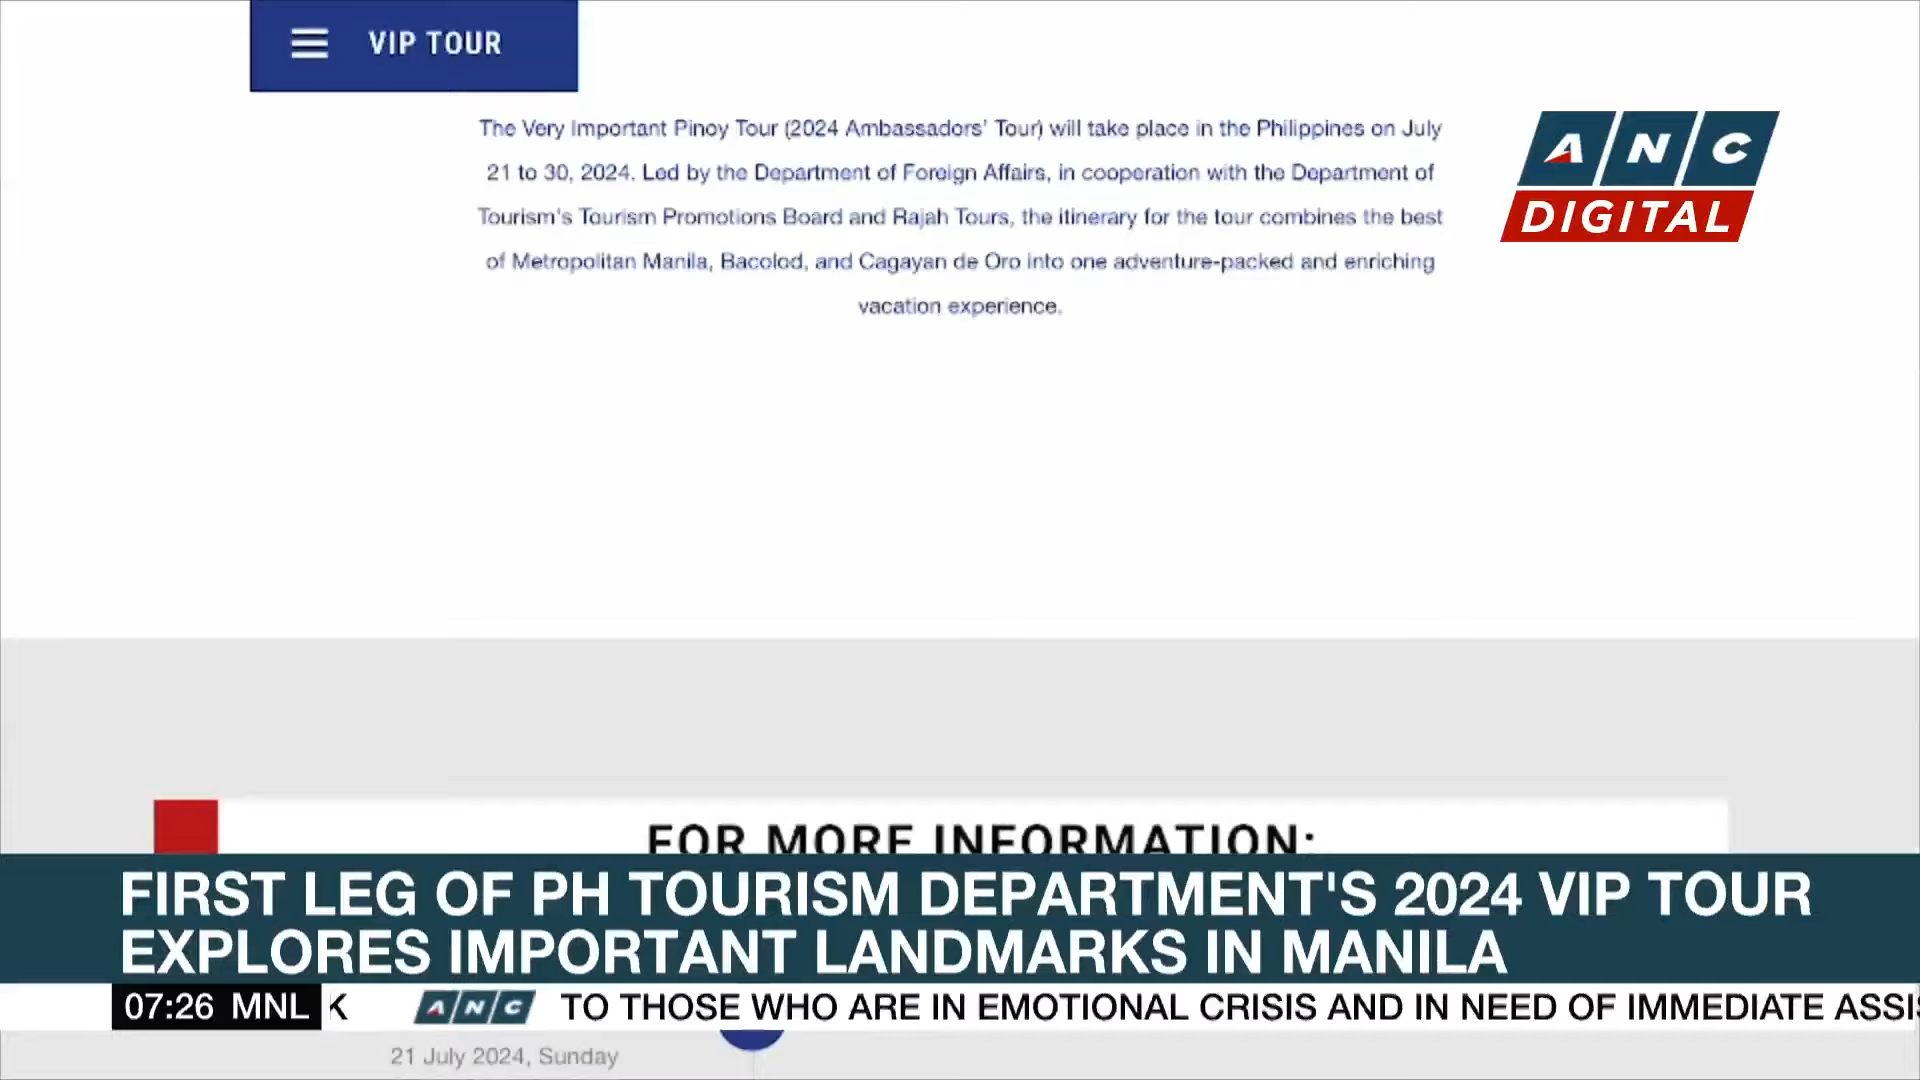 VIP TOUR
The Very Important Pinoy Tour (2024 Ambassadors' Tour) will take place in the Philippines on July
21 to 30, 2024. Led by the Department of Foreign Affairs, in cooperation with the Department of
Tourism's Tourism Promotions Board and Rajah Tours, the itinerary for the tour combines the best
of Metropolitan Manila, Bacolod, and Cagayan de Oro into one adventure-packed and enriching
vacation experience.
ANC
DIGITAL
FOR MORE INFORMATION:
FIRST LEG OF PH TOURISM DEPARTMENT'S 2024 VIP TOUR
EXPLORES IMPORTANT LANDMARKS IN MANILA
07:26 MNL K ANC TO THOSE WHO ARE IN EMOTIONAL CRISIS AND IN NEED OF IMMEDIATE ASSIS
21 July 2024, Sunday